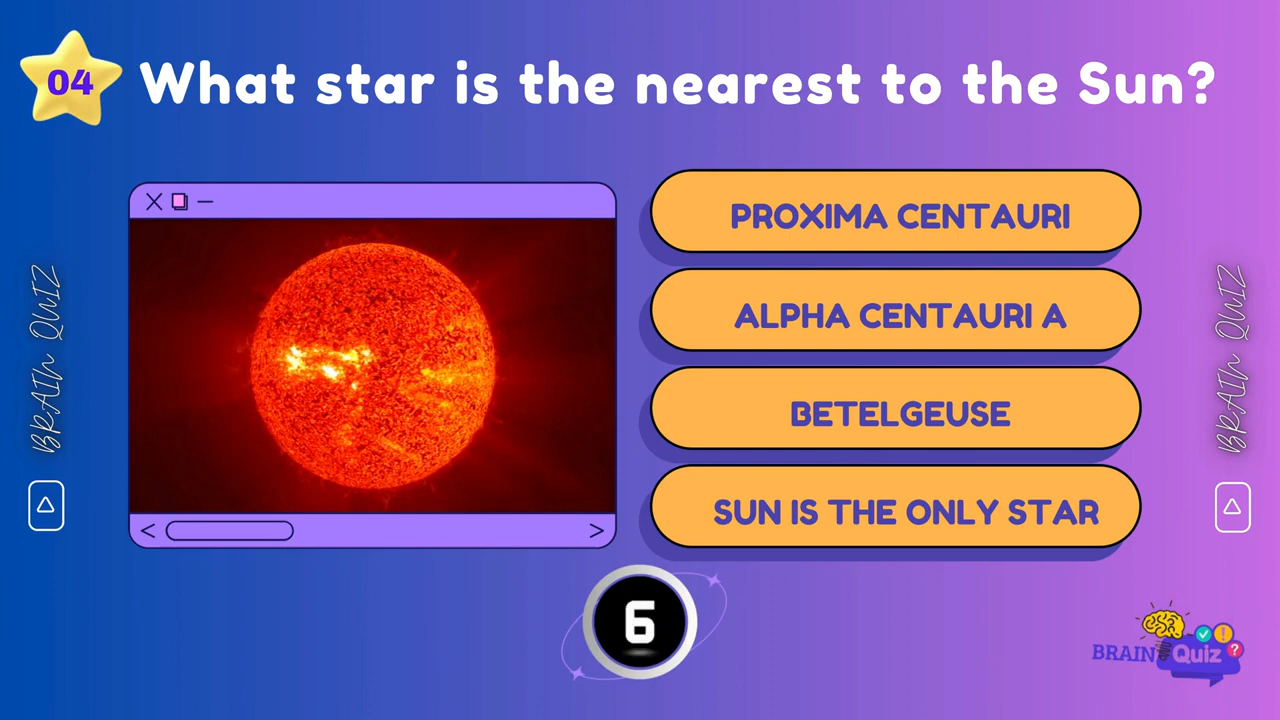 04
What star is the nearest to the Sun?
PROXIMA CENTAURI
ALPHA CENTAURI A
BETELGEUSE
SUN IS THE ONLY STAR
BRAIN QUIZ
BRAIN QUIZ
6
BRAIN Quiz